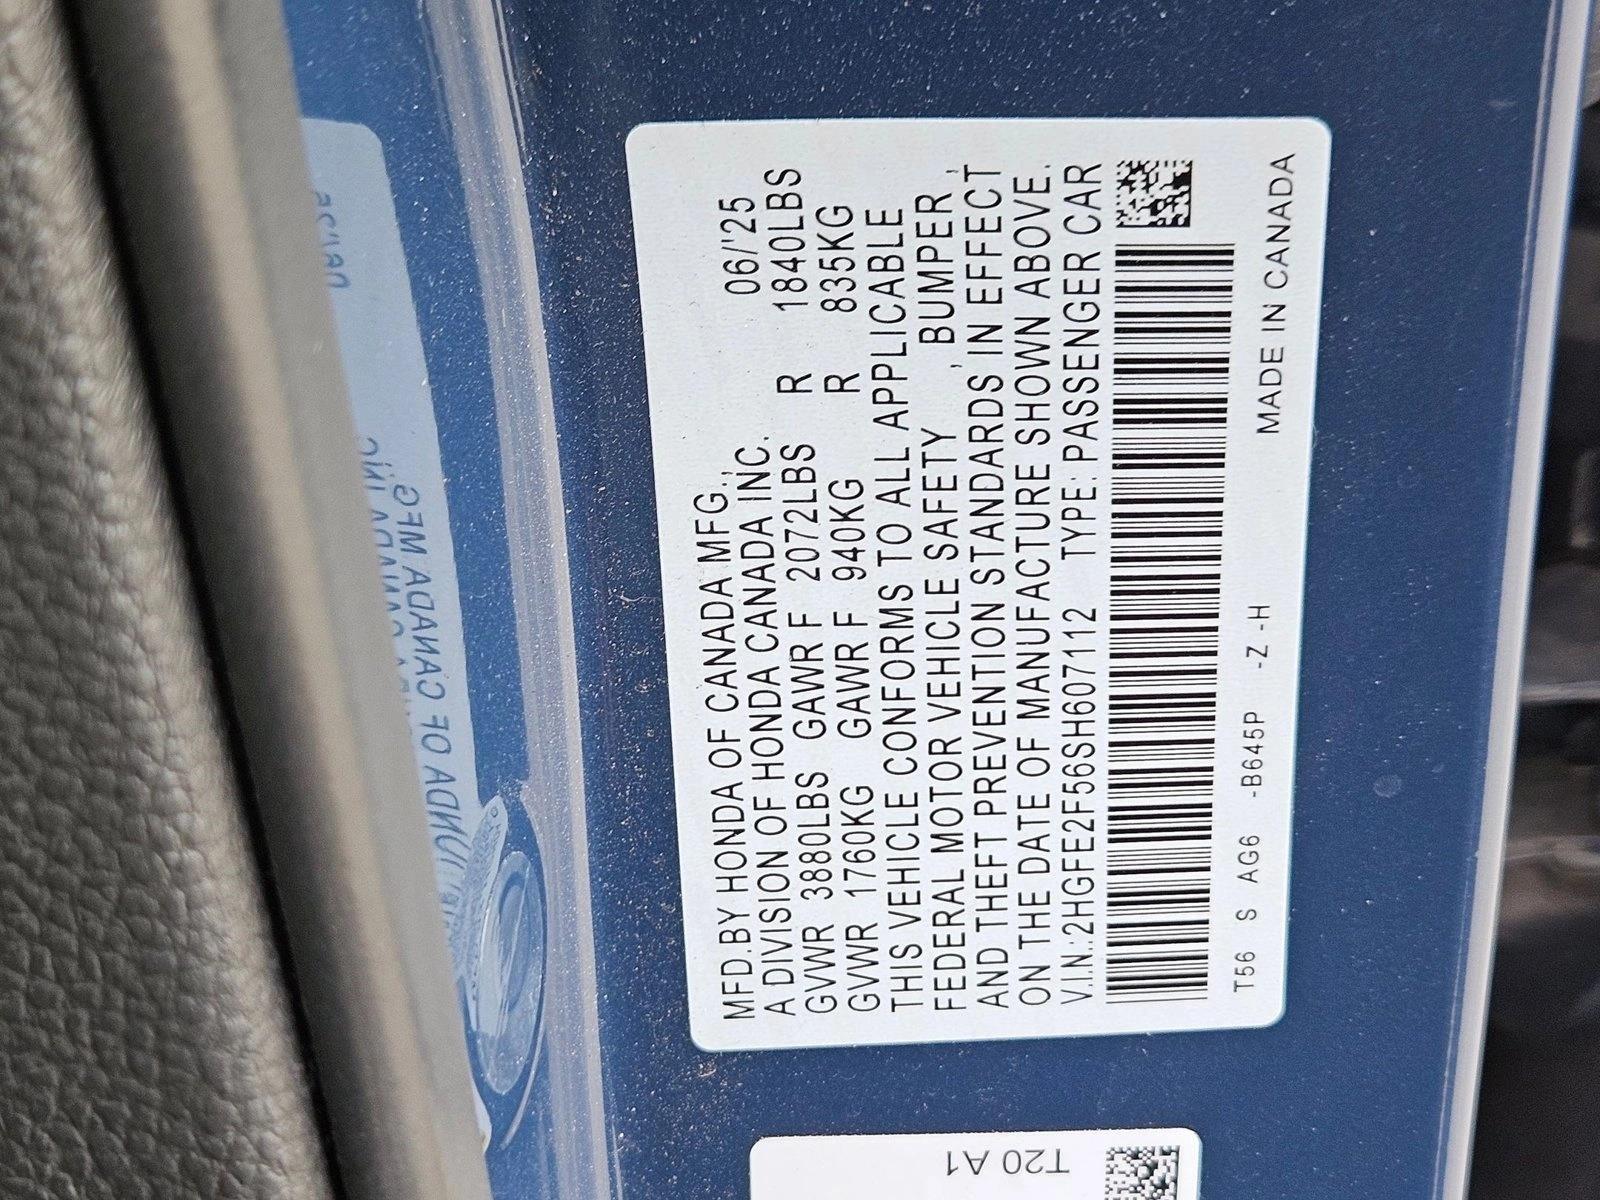 MFD.BY HONDA OF CANADA MFG., 06/'25
A DIVISION OF HONDA CANADA INC.
GVWR 3880LBS GAWR F 2072LBS R 1840LBS
GVWR 1760KG GAWR F 940KG R 835KG
THIS VEHICLE CONFORMS TO ALL APPLICABLE
FEDERAL MOTOR VEHICLE SAFETY , BUMPER ,
AND THEFT PREVENTION STANDARDS IN EFFECT
ON THE DATE OF MANUFACTURE SHOWN ABOVE.
V.I.N.:2HGFE2F56SH607112 TYPE: PASSENGER CAR
T56 S AG6 -B645P -Z -H MADE IN CANADA
T20 A1